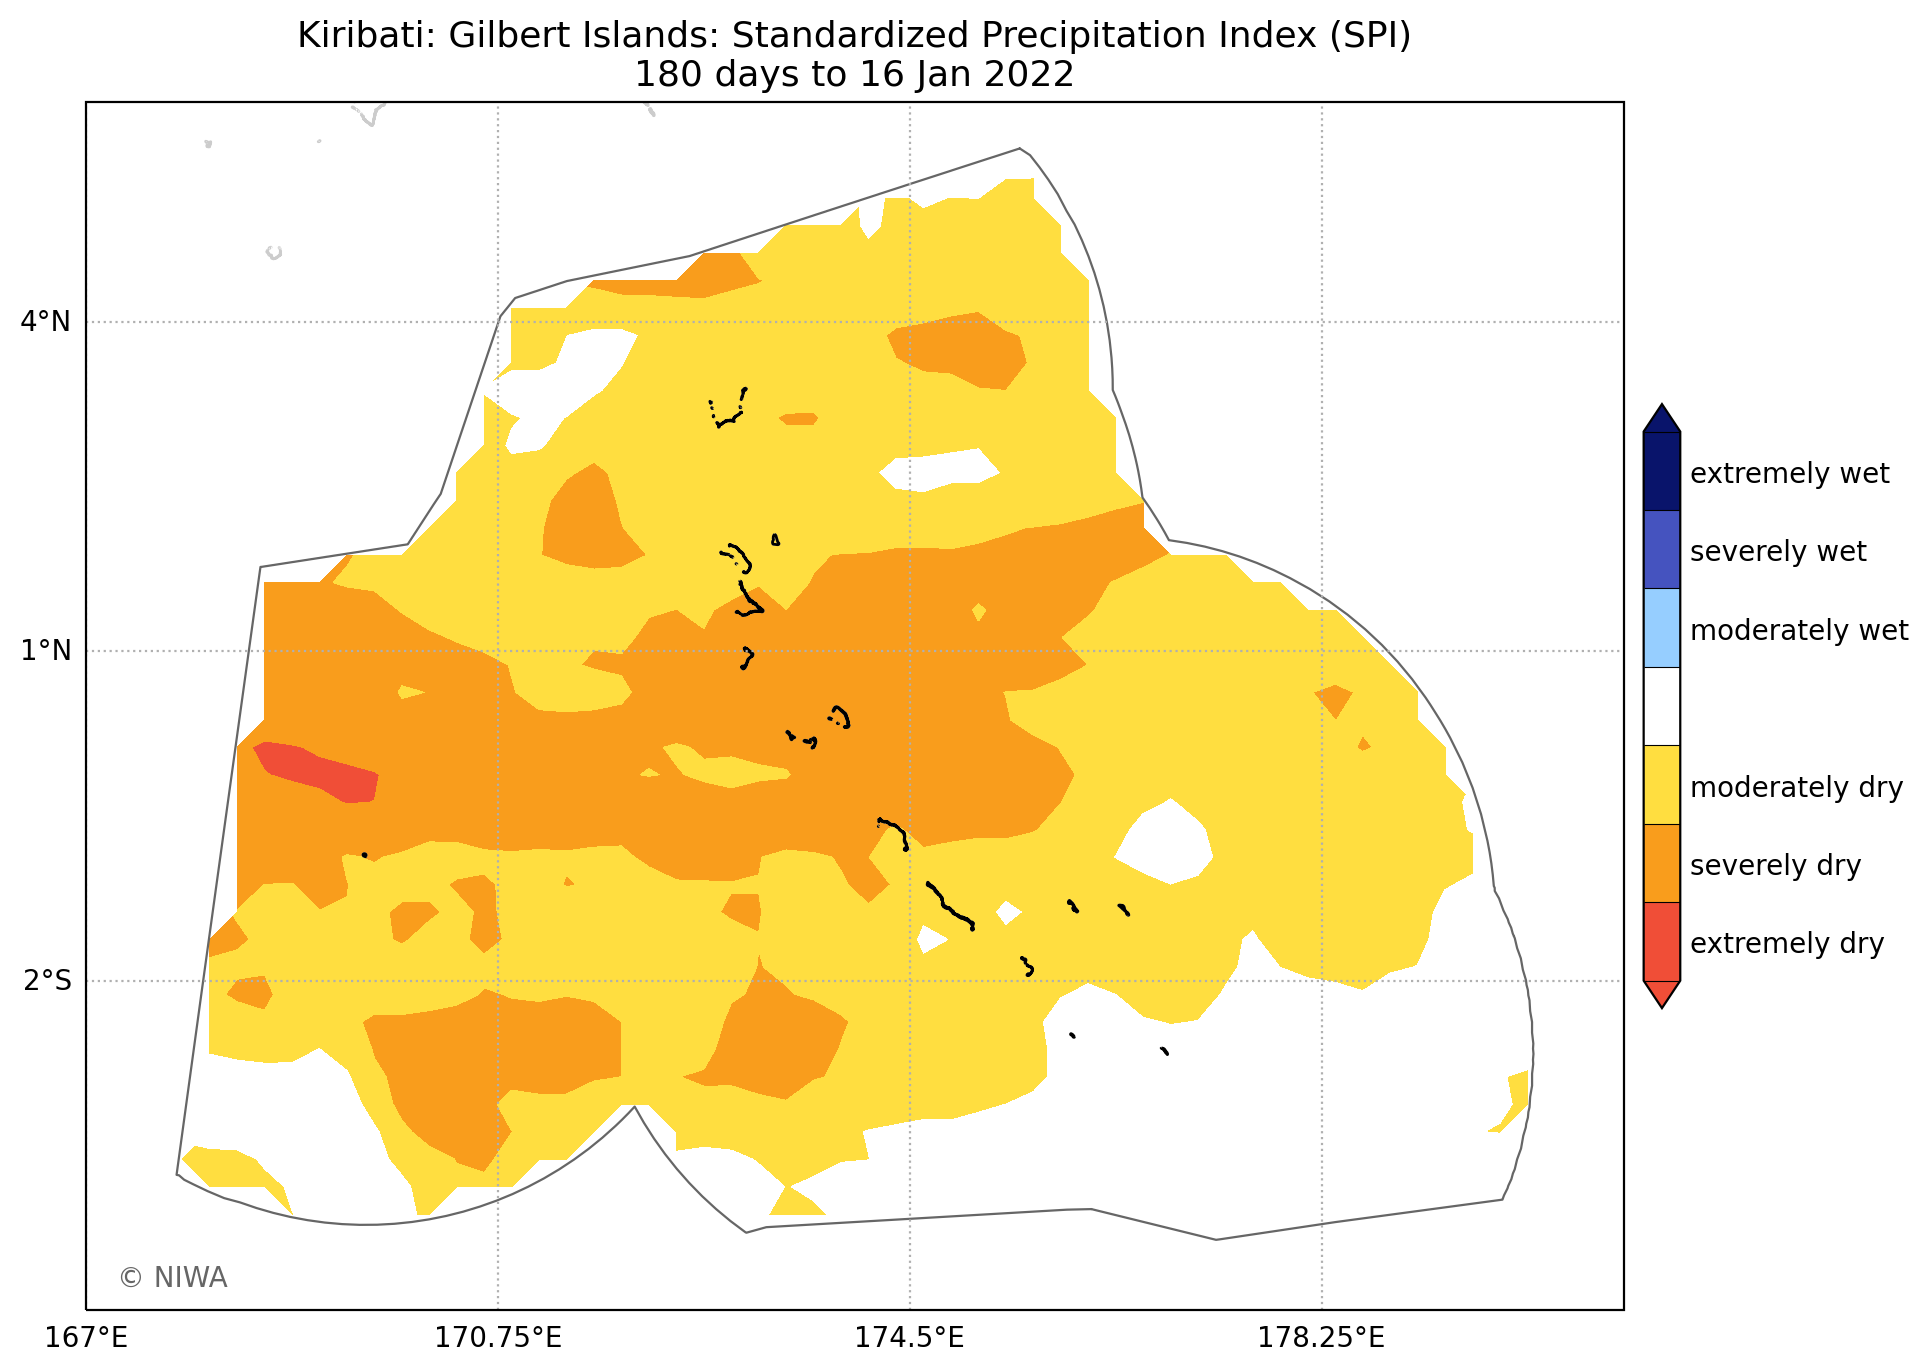 Kiribati: Gilbert Islands: Standardized Precipitation Index (SPI)
180 days to 16 Jan 2022
4°N
1°N
2°S
167°E
170.75°E
174.5°E
178.25°E
extremely wet
severely wet
moderately wet
moderately dry
severely dry
extremely dry
© NIWA